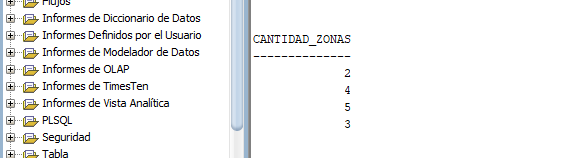 Flujos
Informes de Diccionario de Datos
Informes Definidos por el Usuario
Informes de Modelador de Datos
Informes de OLAP
Informes de TimesTen
Informes de Vista Analítica
PLSQL
Seguridad
Tabla
CANTIDAD_ZONAS
--------------
2
4
5
3